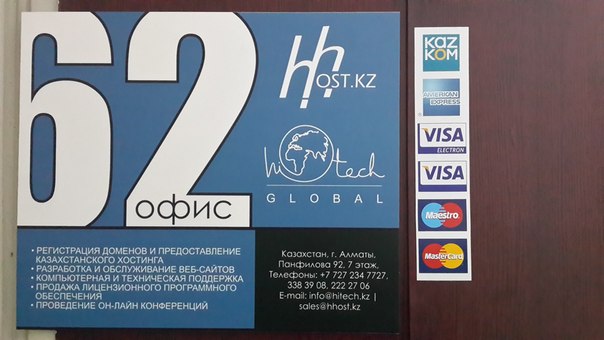 62
офис
hhost.kz
hi tech
GLOBAL
• РЕГИСТРАЦИЯ ДОМЕНОВ И ПРЕДОСТАВЛЕНИЕ
КАЗАХСТАНСКОГО ХОСТИНГА
• РАЗРАБОТКА И ОБСЛУЖИВАНИЕ ВЕБ-САЙТОВ
• КОМПЬЮТЕРНАЯ И ТЕХНИЧЕСКАЯ ПОДДЕРЖКА
• ПРОДАЖА ЛИЦЕНЗИОННОГО ПРОГРАММНОГО
ОБЕСПЕЧЕНИЯ
• ПРОВЕДЕНИЕ ОН-ЛАЙН КОНФЕРЕНЦИЙ
Казахстан, г. Алматы,
Панфилова 92, 7 этаж,
Телефоны: +7 727 234 7727,
338 39 08, 222 27 06
E-mail: info@hitech.kz |
sales@hhost.kz
KAZ
KOM
AMERICAN
EXPRESS
VISA
ELECTRON
VISA
Maestro
MasterCard